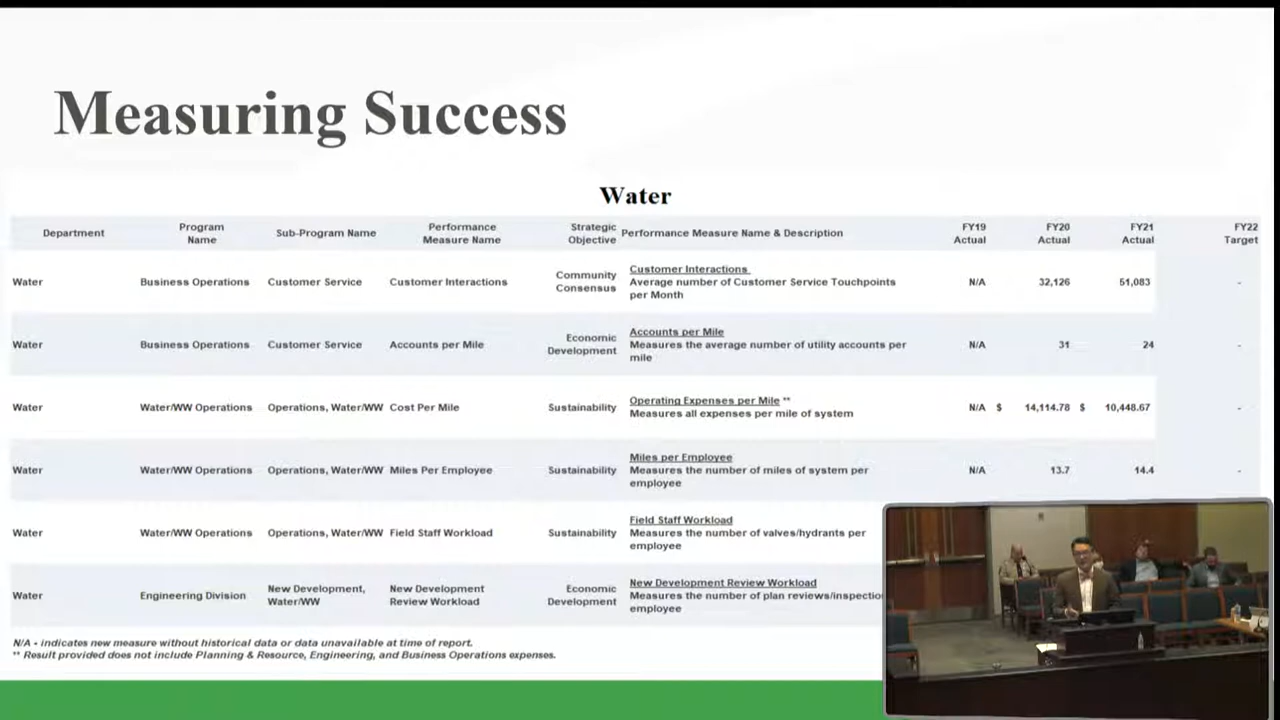 Measuring Success
Water
Department Program Name Sub-Program Name Performance Measure Name Strategic Objective Performance Measure Name & Description FY19 Actual FY20 Actual FY21 Actual FY22 Target
Water Business Operations Customer Service Customer Interactions Community Consensus Customer Interactions N/A 32,126 51,083 -
Average number of Customer Service Touchpoints
per Month
Water Business Operations Customer Service Accounts per Mile Economic Development Accounts per Mile N/A 31 24 -
Measures the average number of utility accounts per
mile
Water Water/WW Operations Operations, Water/WW Cost Per Mile Sustainability Operating Expenses per Mile ** N/A $ 14,114.78 $ 10,448.67 -
Measures all expenses per mile of system
Water Water/WW Operations Operations, Water/WW Miles Per Employee Sustainability Miles per Employee N/A 13.7 14.4 -
Measures the number of miles of system per
employee
Water Water/WW Operations Operations, Water/WW Field Staff Workload Sustainability Field Staff Workload
Measures the number of valves/hydrants per
employee
Water Engineering Division New Development, Water/WW New Development Review Workload Economic Development New Development Review Workload
Measures the number of plan reviews/inspectio
employee
N/A - indicates new measure without historical data or data unavailable at time of report.
** Result provided does not include Planning & Resource, Engineering, and Business Operations expenses.